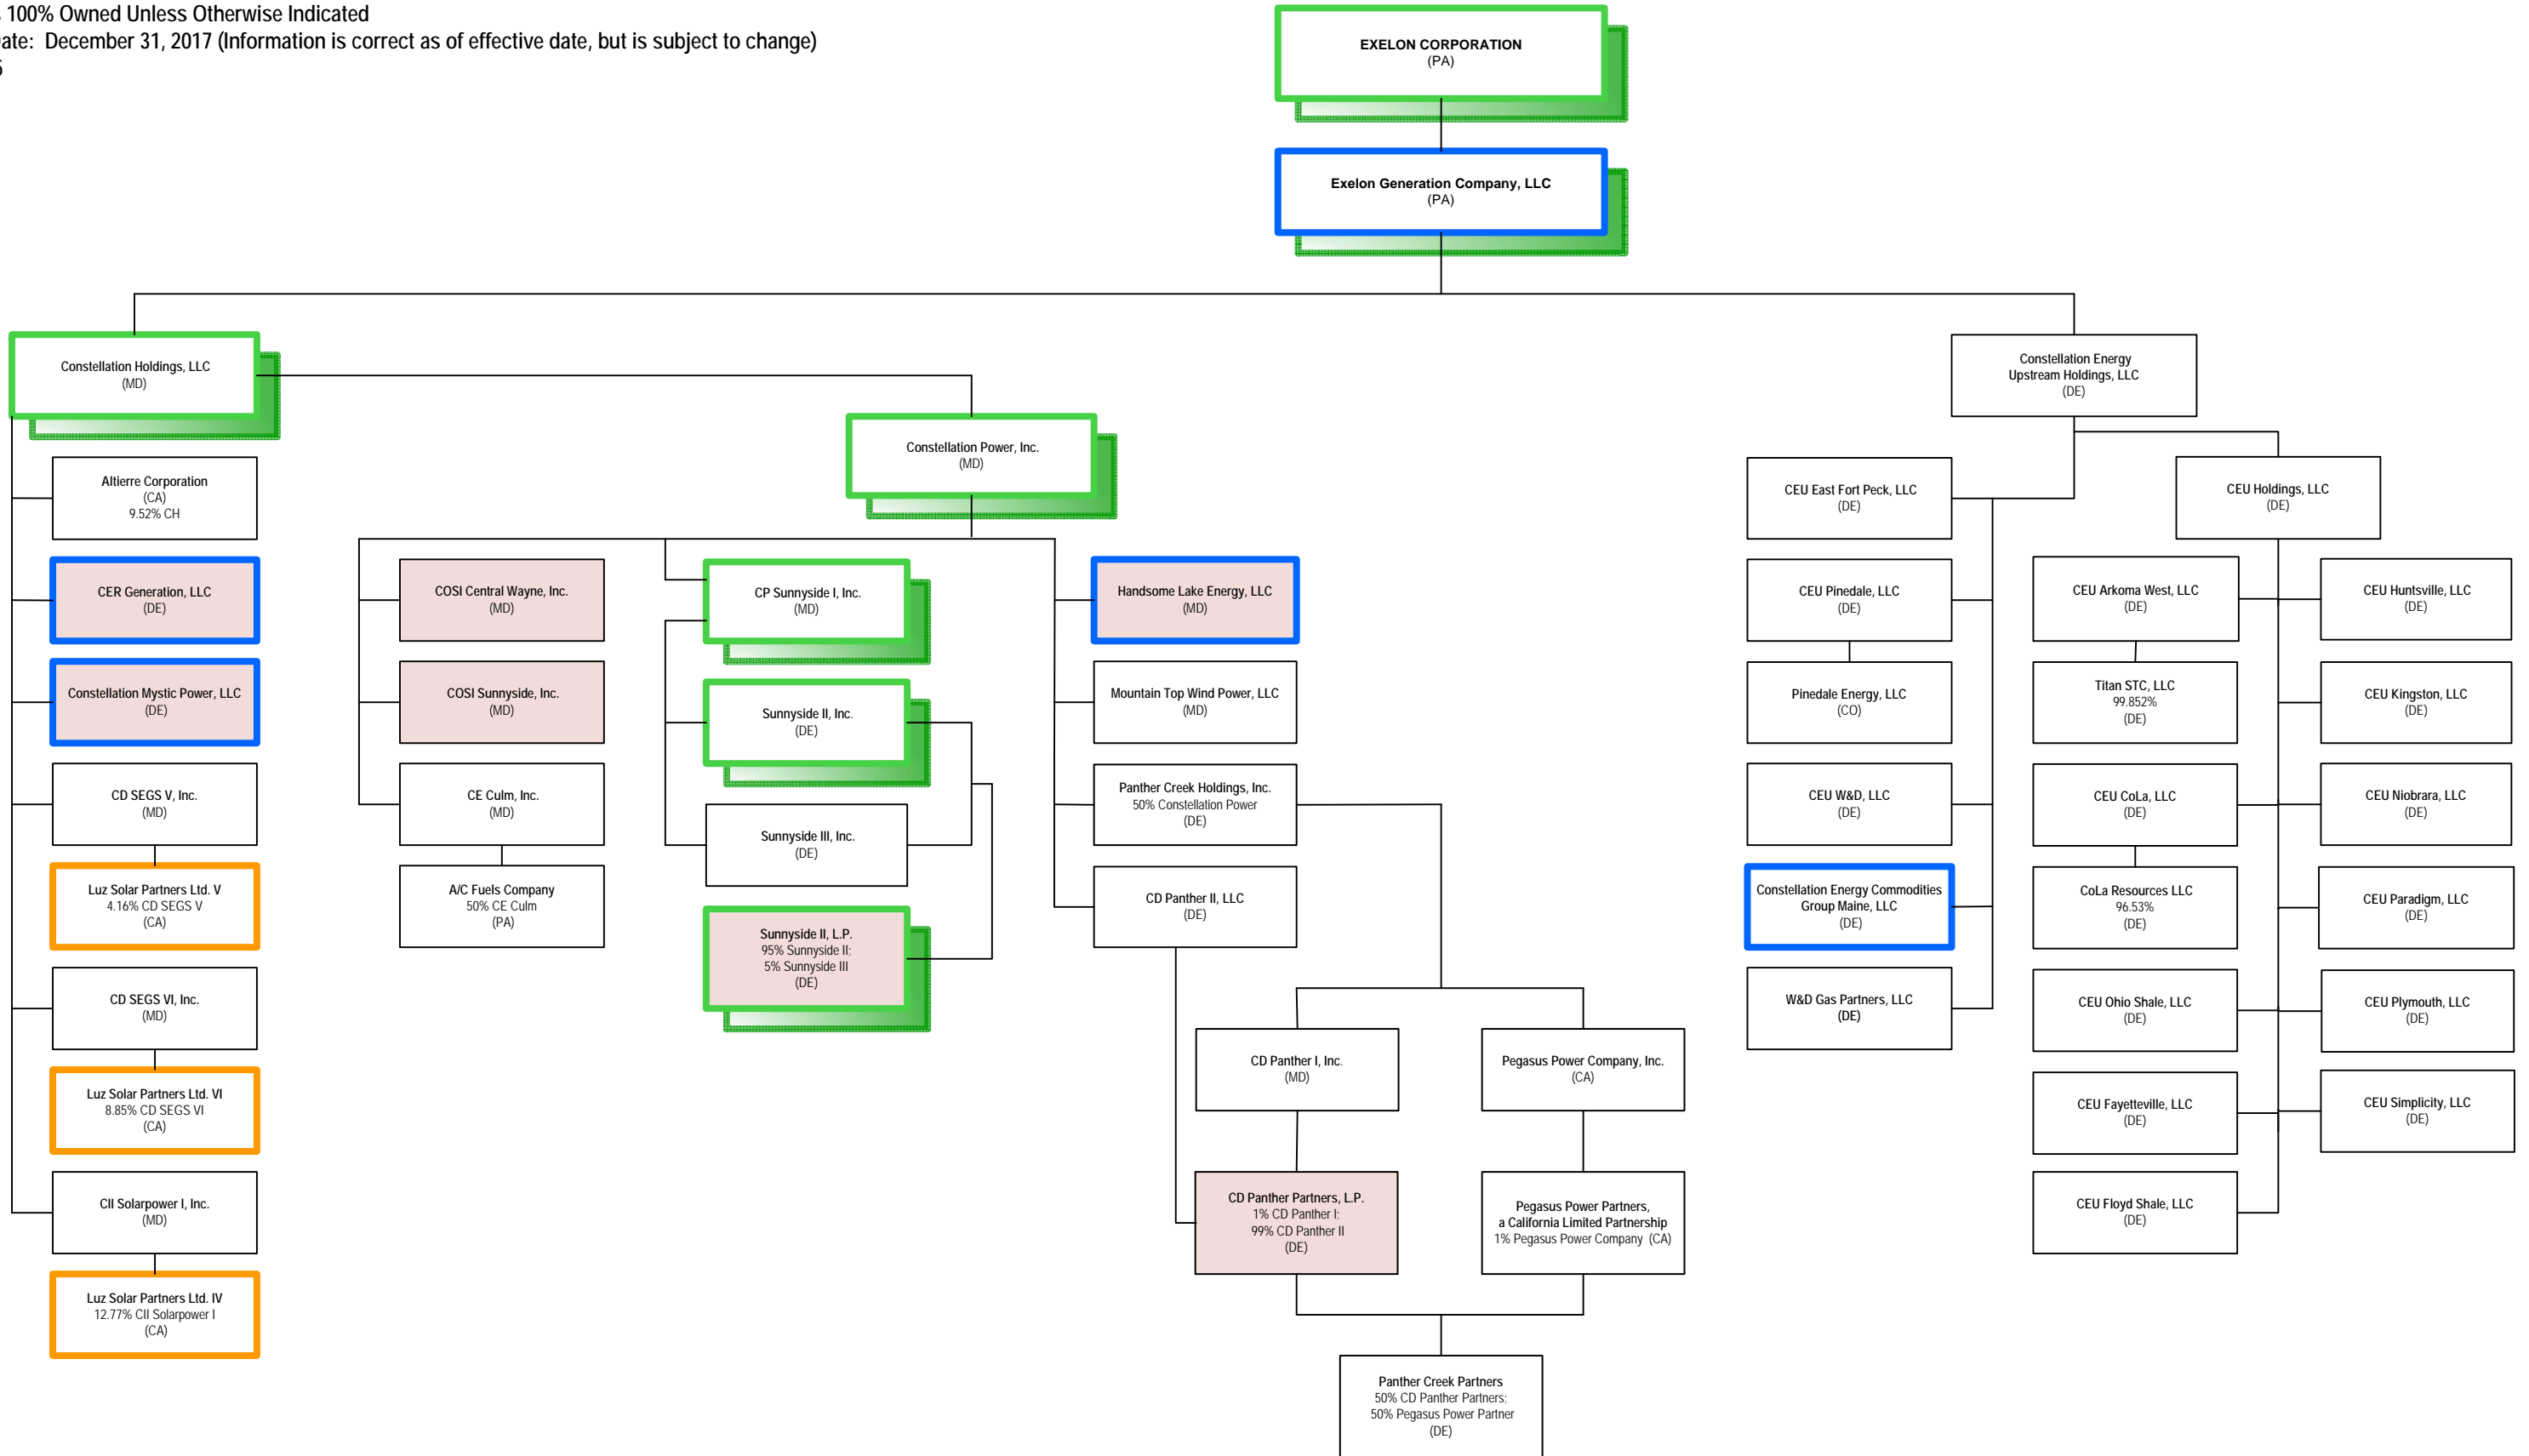 100% Owned Unless Otherwise Indicated
December 31, 2017 (Information is correct as of effective date, but is subject to change)
EXELON CORPORATION
(PA)
Exelon Generation Company, LLC
(PA)
Constellation Holdings, LLC
(MD)
Constellation Power, Inc.
(MD)
Constellation Energy
Upstream Holdings, LLC
(DE)
Altierre Corporation
(CA)
9.52% CH
CER Generation, LLC
(DE)
Constellation Mystic Power, LLC
(DE)
CD SEGS V, Inc.
(MD)
Luz Solar Partners Ltd. V
4.16% CD SEGS V
(CA)
CD SEGS VI, Inc.
(MD)
Luz Solar Partners Ltd. VI
8.85% CD SEGS VI
(CA)
CII Solarpower I, Inc.
(MD)
Luz Solar Partners Ltd. IV
12.77% CII Solarpower I
(CA)
COSI Central Wayne, Inc.
(MD)
COSI Sunnyside, Inc.
(MD)
CE Culm, Inc.
(MD)
A/C Fuels Company
50% CE Culm
(PA)
CP Sunnyside I, Inc.
(MD)
Sunnyside II, Inc.
(DE)
Sunnyside III, Inc.
(DE)
Sunnyside II, L.P.
95% Sunnyside II;
5% Sunnyside III
(DE)
Handsome Lake Energy, LLC
(MD)
Mountain Top Wind Power, LLC
(MD)
Panther Creek Holdings, Inc.
50% Constellation Power
(DE)
CD Panther II, LLC
(DE)
CD Panther I, Inc.
(MD)
Pegasus Power Company, Inc.
(CA)
CD Panther Partners, L.P.
1% CD Panther I;
99% CD Panther II
(DE)
Pegasus Power Partners,
a California Limited Partnership
1% Pegasus Power Company (CA)
Panther Creek Partners
50% CD Panther Partners;
50% Pegasus Power Partner
(DE)
CEU East Fort Peck, LLC
(DE)
CEU Pinedale, LLC
(DE)
Pinedale Energy, LLC
(CO)
CEU W&D, LLC
(DE)
Constellation Energy Commodities
Group Maine, LLC
(DE)
W&D Gas Partners, LLC
(DE)
CEU Holdings, LLC
(DE)
CEU Arkoma West, LLC
(DE)
Titan STC, LLC
99.852%
(DE)
CEU CoLa, LLC
(DE)
CoLa Resources LLC
96.53%
(DE)
CEU Ohio Shale, LLC
(DE)
CEU Fayetteville, LLC
(DE)
CEU Floyd Shale, LLC
(DE)
CEU Huntsville, LLC
(DE)
CEU Kingston, LLC
(DE)
CEU Niobrara, LLC
(DE)
CEU Paradigm, LLC
(DE)
CEU Plymouth, LLC
(DE)
CEU Simplicity, LLC
(DE)